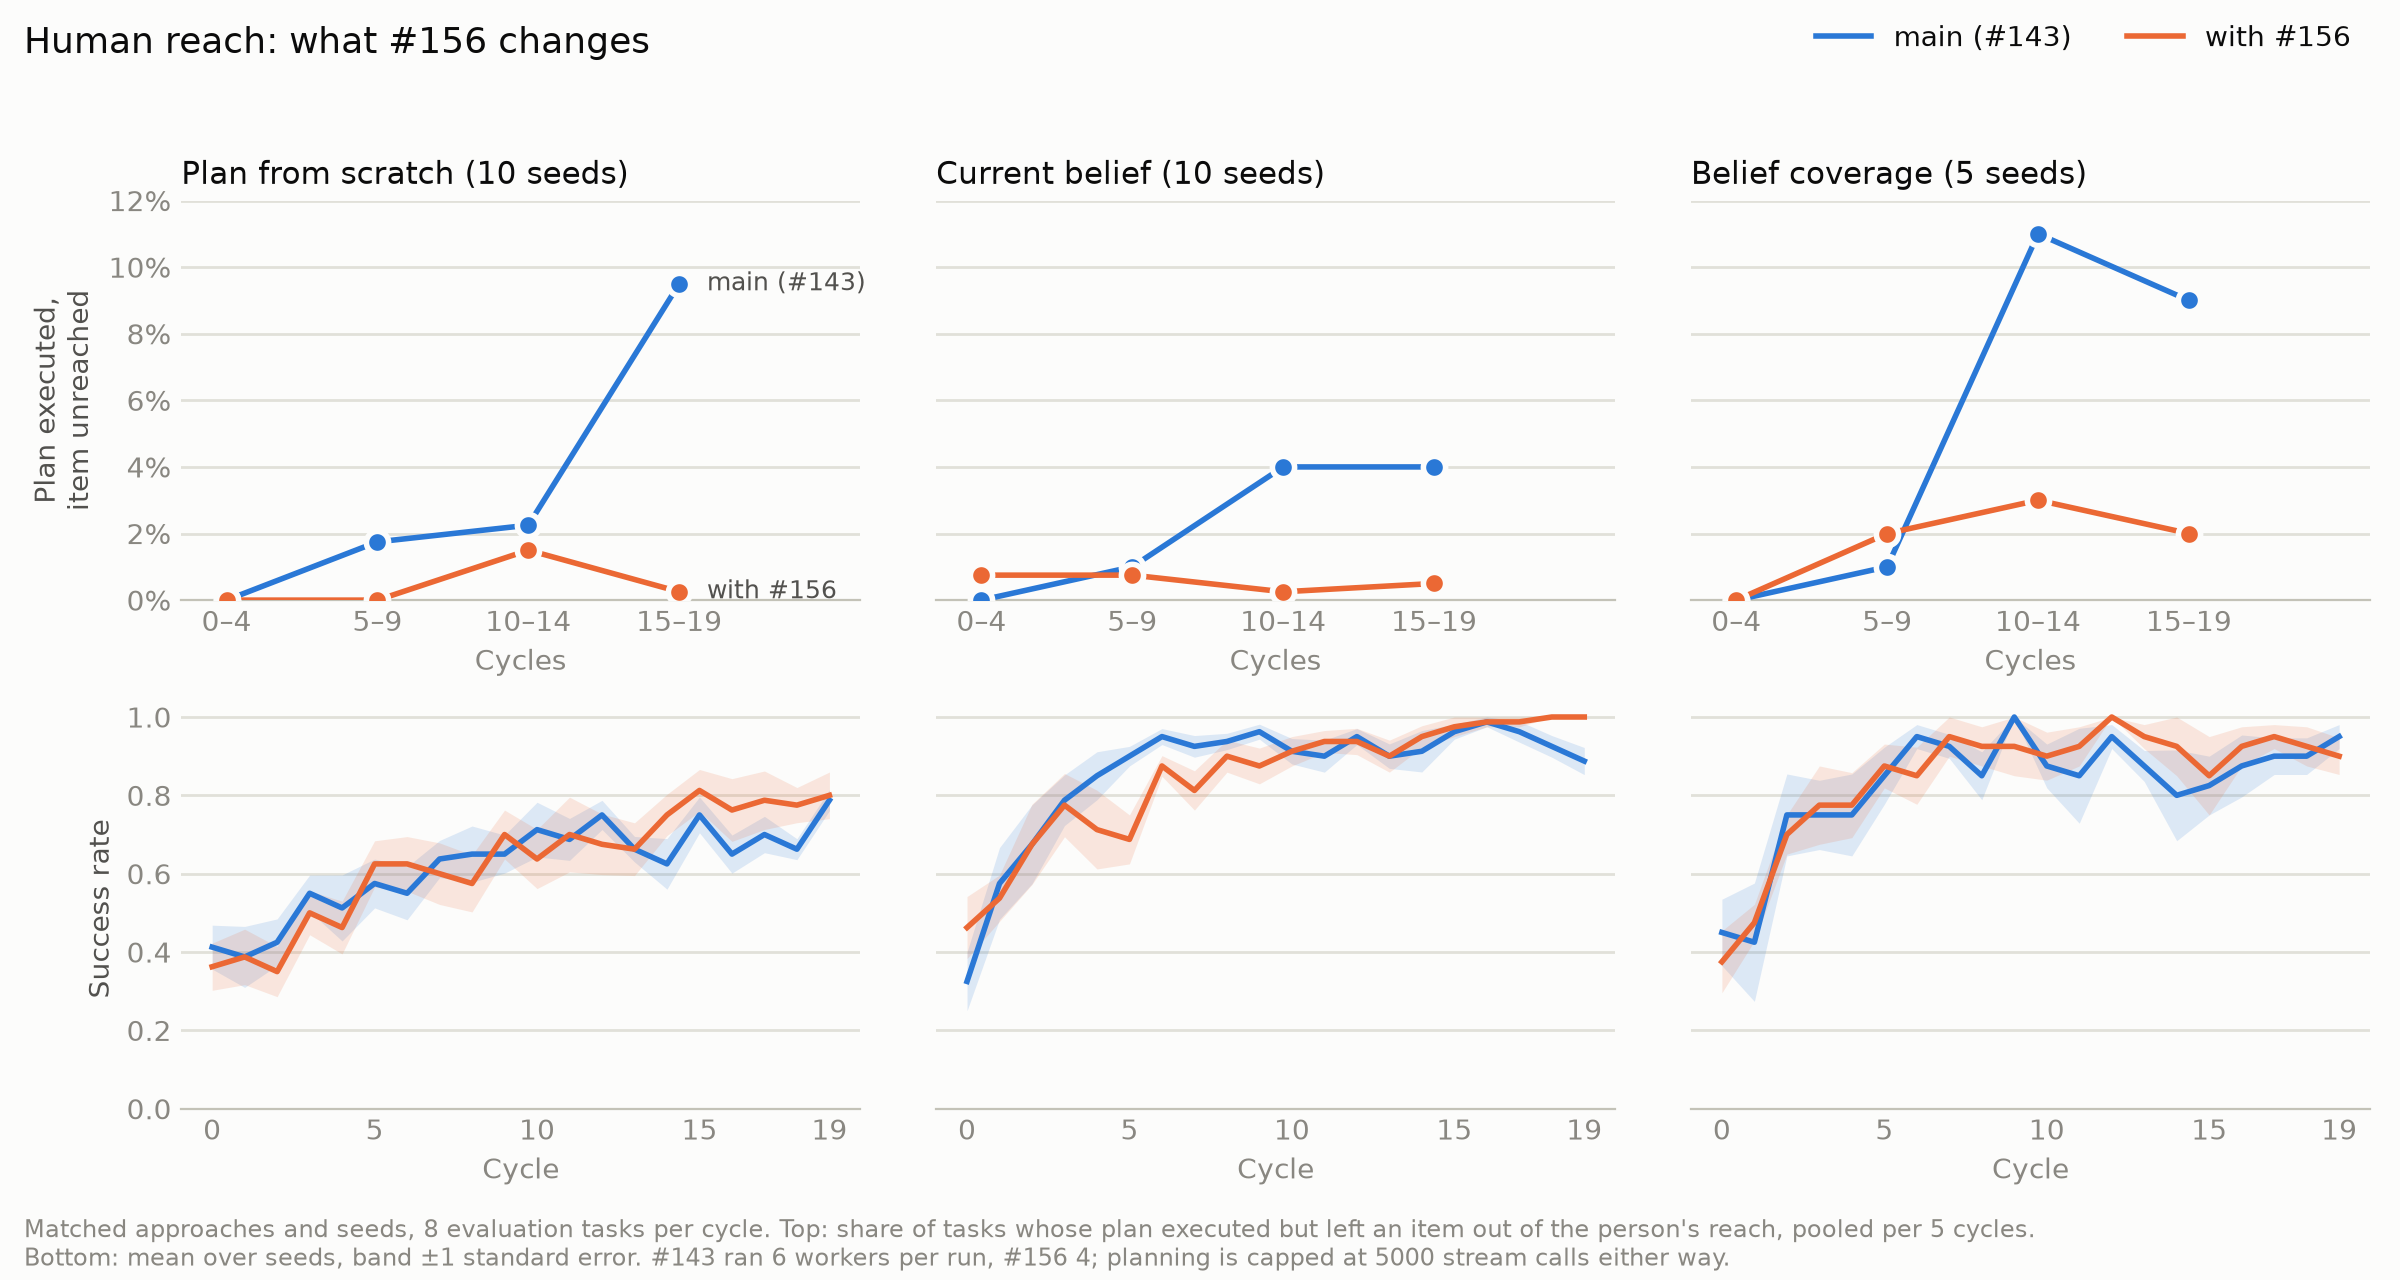 Human reach: what #156 changes
main (#143)
with #156
Plan from scratch (10 seeds)
Current belief (10 seeds)
Belief coverage (5 seeds)
Plan executed,
item unreached
12%
10%
8%
6%
4%
2%
0%
main (#143)
with #156
0–4 5–9 10–14 15–19
Cycles
0–4 5–9 10–14 15–19
Cycles
0–4 5–9 10–14 15–19
Cycles
Success rate
1.0
0.8
0.6
0.4
0.2
0.0
0 5 10 15 19
Cycle
0 5 10 15 19
Cycle
0 5 10 15 19
Cycle
Matched approaches and seeds, 8 evaluation tasks per cycle. Top: share of tasks whose plan executed but left an item out of the person's reach, pooled per 5 cycles.
Bottom: mean over seeds, band ±1 standard error. #143 ran 6 workers per run, #156 4; planning is capped at 5000 stream calls either way.